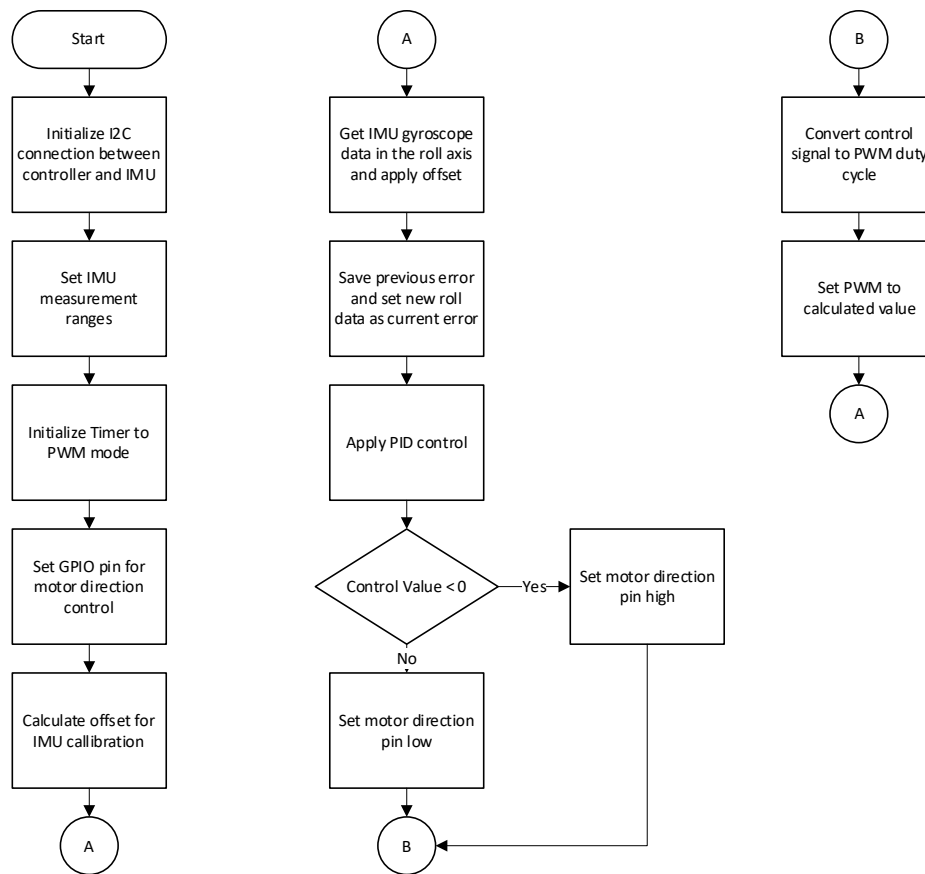 Start
Initialize I2C
connection between
controller and IMU
Set IMU
measurement
ranges
Initialize Timer to
PWM mode
Set GPIO pin for
motor direction
control
Calculate offset for
IMU callibration
A
A
Get IMU gyroscope
data in the roll axis
and apply offset
Save previous error
and set new roll
data as current error
Apply PID control
Control Value < 0
Yes
Set motor direction
pin high
No
Set motor direction
pin low
B
B
Convert control
signal to PWM duty
cycle
Set PWM to
calculated value
A